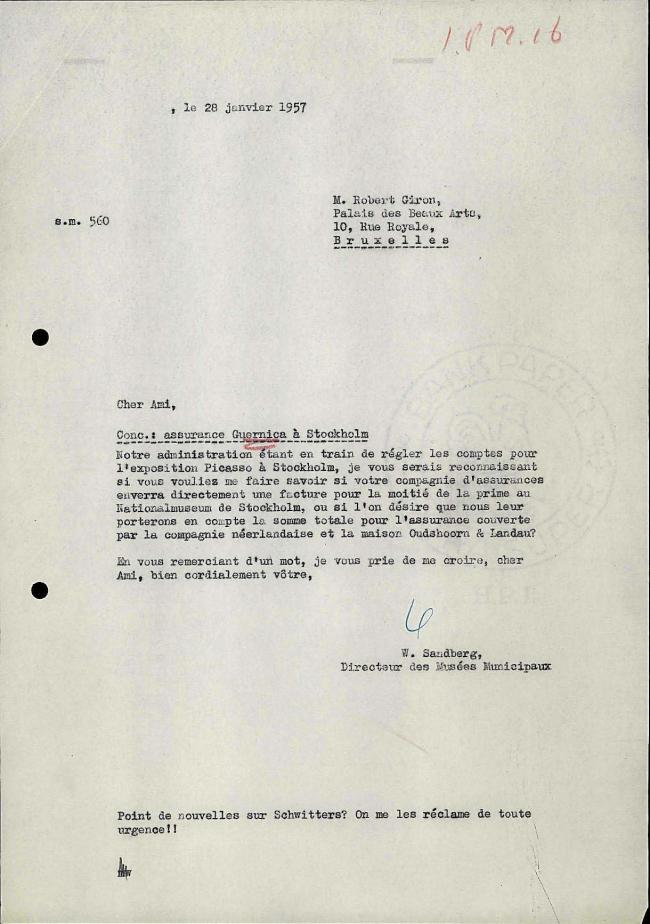 , le 28 janvier 1957
M. Robert Giron,
Palais des Beaux Arts,
s.m. 560
10, Rue Royale,
Bruxelles
Cher Ami,
Conc.: assurance Guernica à Stockholm
Notre administration étant en train de régler les comptes pour
l'exposition Picasso à Stockholm, je vous serais reconnaissant
si vous vouliez me faire savoir si votre compagnie d'assurances
enverra directement une facture pour la moitié de la prime au
Nationalmuseum de Stockholm, ou si l'on désire que nous leur
porterons en compte la somme totale pour l'assurance couverte
par la compagnie néerlandaise et la maison Oudshoorn & Landau?
En vous remerciant d'un mot, je vous prie de me croire, cher
Ami, bien cordialement vôtre,
W. Sandberg,
Directeur des Musées Municipaux
Point de nouvelles sur Schwitters? On me les réclame de toute
urgence!!